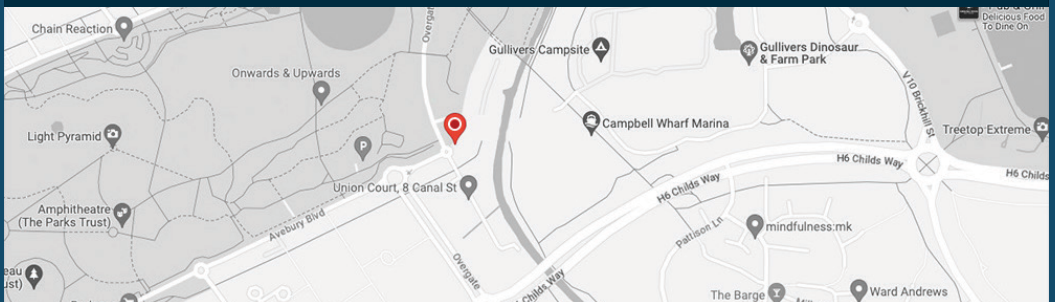 Delicious Food
To Dine On
Chain Reaction
Overgate
Gullivers Campsite
Gullivers Dinosaur
& Farm Park
Onwards & Upwards
V10 Brickhill St
Light Pyramid
P
Campbell Wharf Marina
Treetop Extreme
H6 Childs Way
H6 Childs
Union Court, 8 Canal St
H6 Childs Way
Amphitheatre
(The Parks Trust)
Avebury Blvd
Pattison Ln
mindfulness:mk
Overgate
Childs Way
The Barge
Ward Andrews